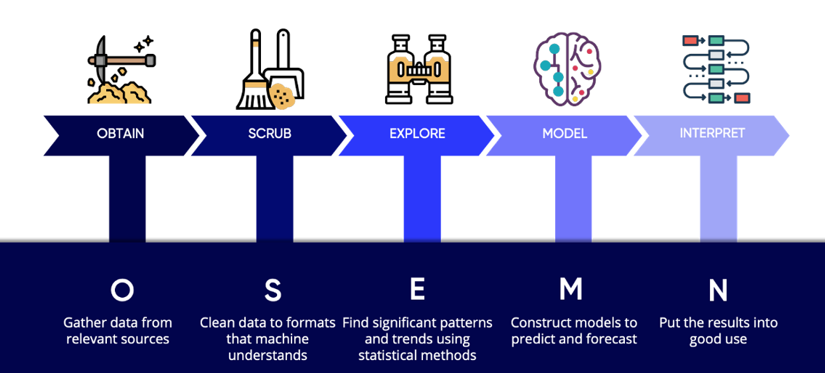 OBTAIN
SCRUB
EXPLORE
MODEL
INTERPRET
O
Gather data from
relevant sources
S
Clean data to formats
that machine
understands
E
Find significant patterns
and trends using
statistical methods
M
Construct models to
predict and forecast
N
Put the results into
good use